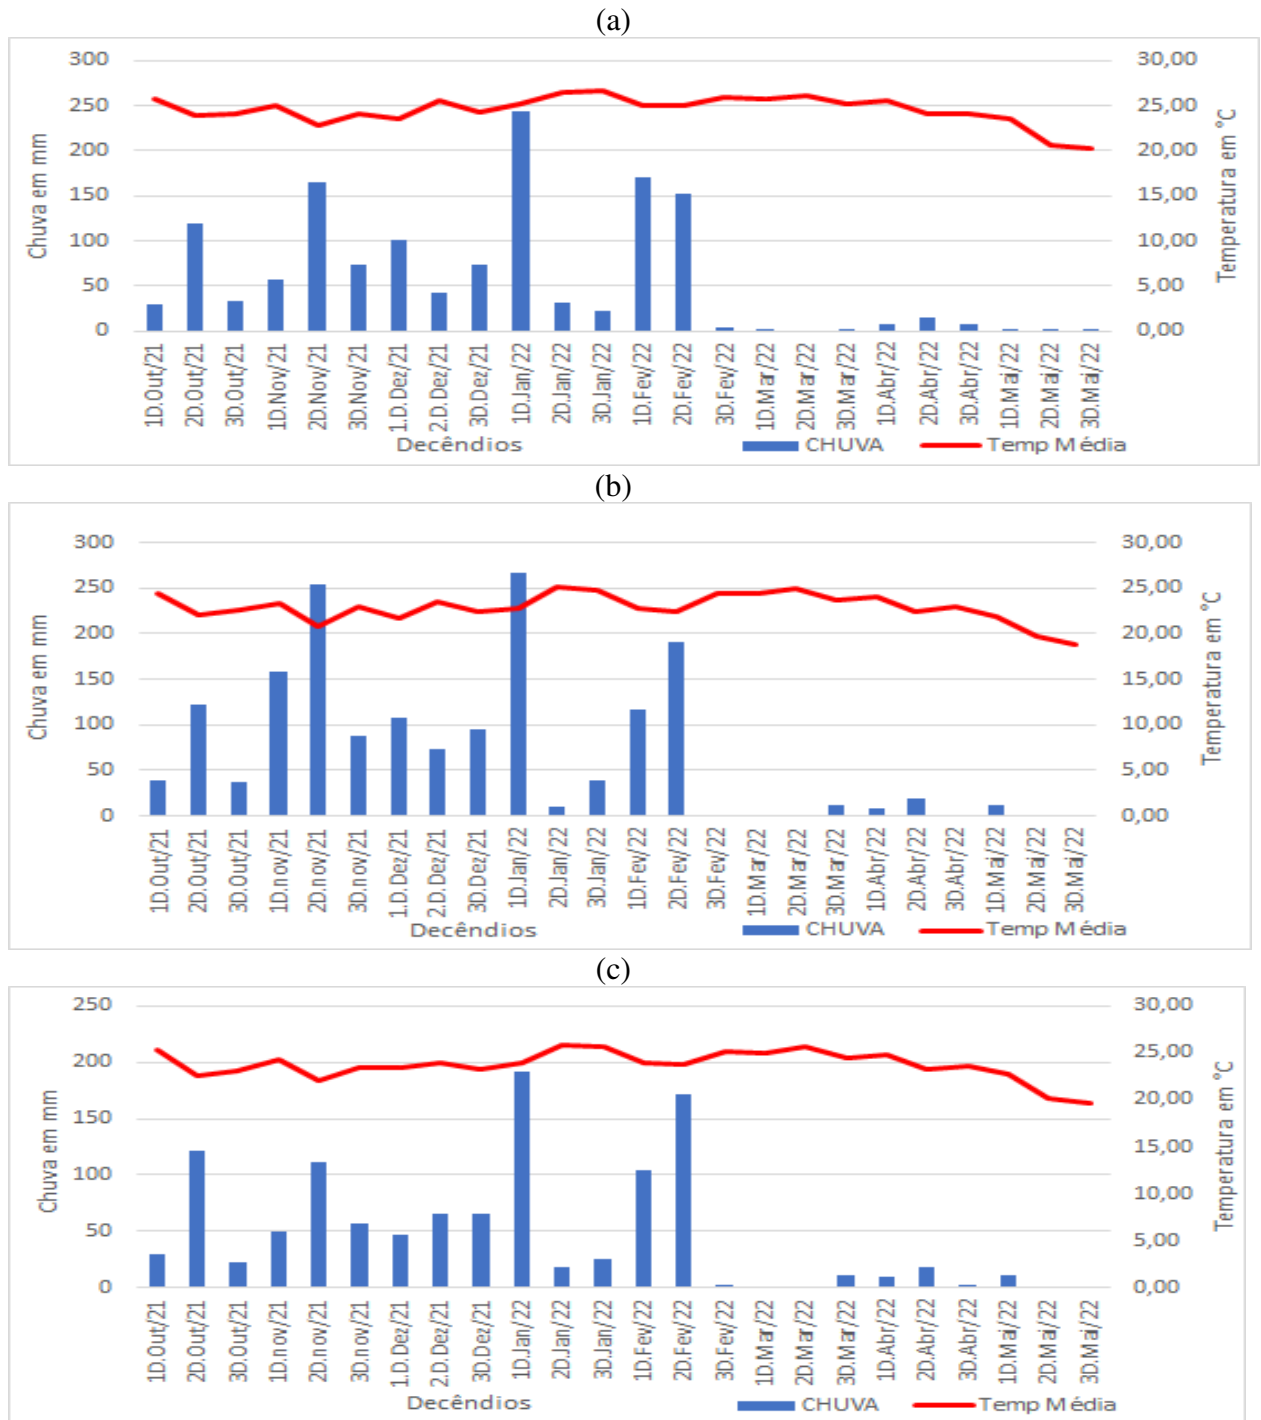 (a)
300 30,00
250 25,00
200 20,00
150 15,00
100 10,00
50 5,00
0 0,00
Chuva em mm
Temperatura em °C
1D.Out/21 2D.Out/21 3D.Out/21 1D.Nov/21 2D.Nov/21 3D.Nov/21 1.D.Dez/21 2.D.Dez/21 3D.Dez/21 1D.Jan/22 2D.Jan/22 3D.Jan/22 1D.Fev/22 2D.Fev/22 3D.Fev/22 1D.Mar/22 2D.Mar/22 3D.Mar/22 1D.Abr/22 2D.Abr/22 3D.Abr/22 1D.Mai/22 2D.Mai/22 3D.Mai/22
Decêndios CHUVA Temp Média
(b)
300 30,00
250 25,00
200 20,00
150 15,00
100 10,00
50 5,00
0 0,00
Chuva em mm
Temperatura em °C
1D.Out/21 2D.Out/21 3D.Out/21 1D.nov/21 2D.nov/21 3D.nov/21 1.D.Dez/21 2.D.Dez/21 3D.Dez/21 1D.Jan/22 2D.Jan/22 3D.Jan/22 1D.Fev/22 2D.Fev/22 3D.Fev/22 1D.Mar/22 2D.Mar/22 3D.Mar/22 1D.Abr/22 2D.Abr/22 3D.Abr/22 1D.Mai/22 2D.Mai/22 3D.Maip/22
Decêndios CHUVA Temp Média
(c)
250 30,00
200 25,00
150 20,00
100 15,00
50 10,00
0 5,00
0,00
Chuva em mm
Temperatura em °C
1D.Out/21 2D.Out/21 3D.Out/21 1D.nov/21 2D.nov/21 3D.nov/21 1.D.Dez/21 2.D.Dez/21 3D.Dez/21 1D.Jan/22 2D.Jan/22 3D.Jan/22 1D.Fev/22 2D.Fev/22 3D.Fev/22 1D.Mar/22 2D.Mar/22 3D.Mar/22 1D.Abr/22 2D.Abr/22 3D.Abr/22 1D.Mai/22 2D.Mai/22 3D.Mai/22
Decêndios CHUVA Temp Média